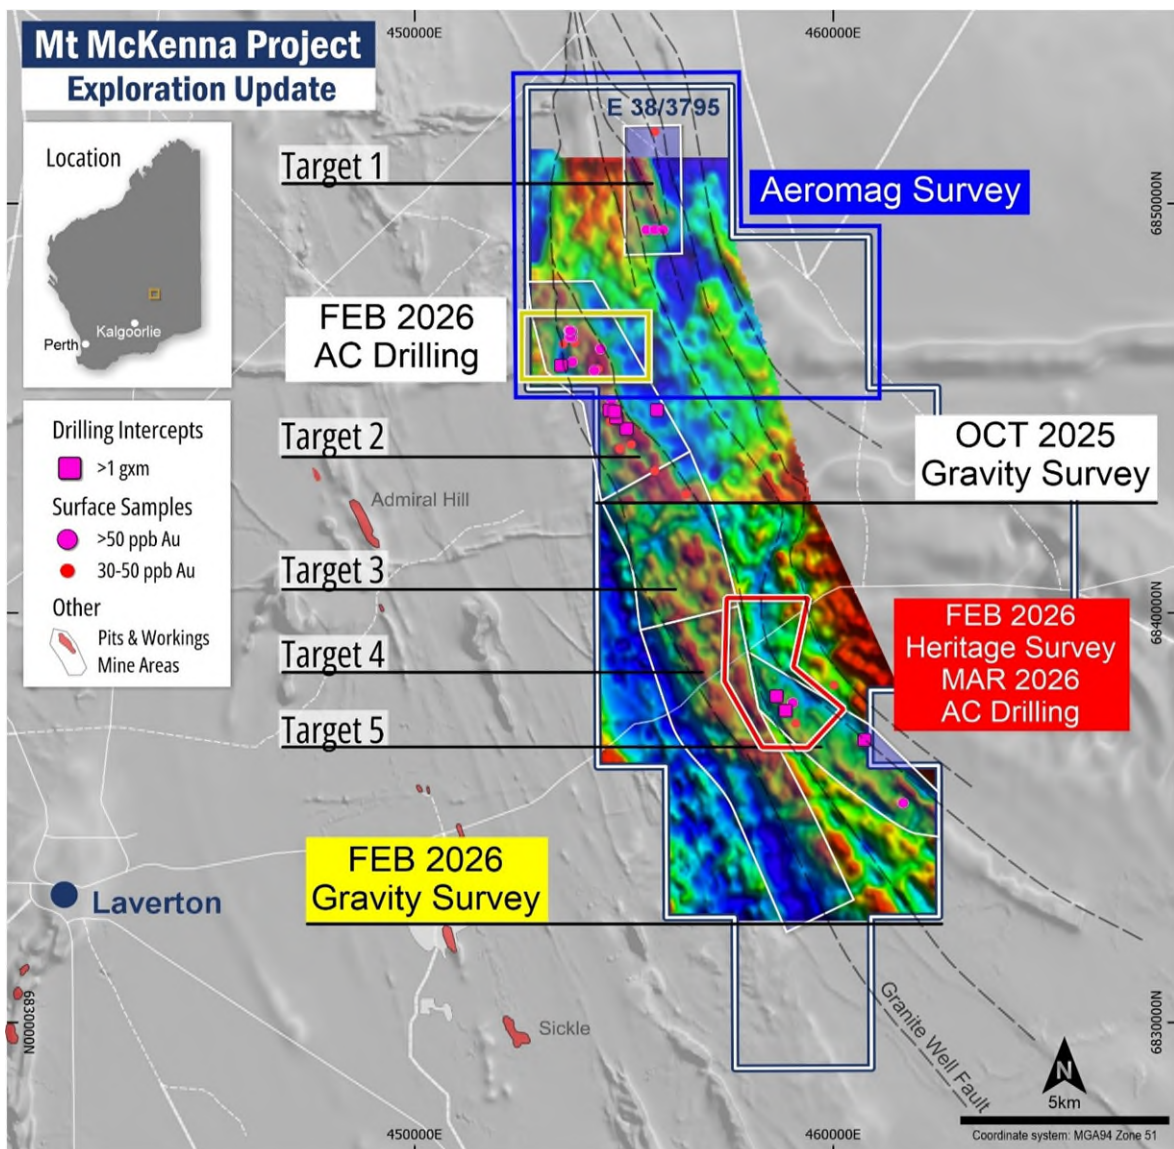 Mt McKenna Project
Exploration Update
450000E
460000E
E 38/3795
Location
Kalgoorlie
Perth
Target 1
Aeromag Survey
6850000N
FEB 2026
AC Drilling
Drilling Intercepts
>1 gxm
Surface Samples
>50 ppb Au
30-50 ppb Au
Other
Pits & Workings
Mine Areas
Target 2
OCT 2025
Gravity Survey
Admiral Hill
Target 3
6840000N
FEB 2026
Heritage Survey
MAR 2026
AC Drilling
Target 4
Target 5
FEB 2026
Gravity Survey
Laverton
6830000N
Sickle
Granite Well Fault
6830000N
N
5km
450000E
460000E
Coordinate system: MGA94 Zone 51